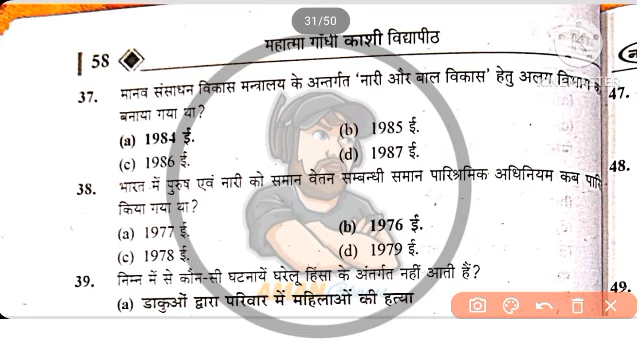 31/50
महात्मा गाँधी काशी विद्यापीठ
58
37. मानव संसाधन विकास मन्त्रालय के अन्तर्गत ‘नारी और बाल विकास’ हेतु अलग विभाग
बनाया गया था?
(a) 1984 ई. (b) 1985 ई.
(c) 1986 ई. (d) 1987 ई.
38. भारत में पुरुष एवं नारी को समान वेतन सम्बन्धी समान पारिश्रमिक अधिनियम कब
किया गया था?
(a) 1977 ई. (b) 1976 ई.
(c) 1978 ई. (d) 1979 ई.
39. निम्न में से कौन-सी घटनायें घरेलू हिंसा के अंतर्गत नहीं आती हैं?
(a) डाकुओं द्वारा परिवार में महिलाओं की हत्या
47.
48.
49.